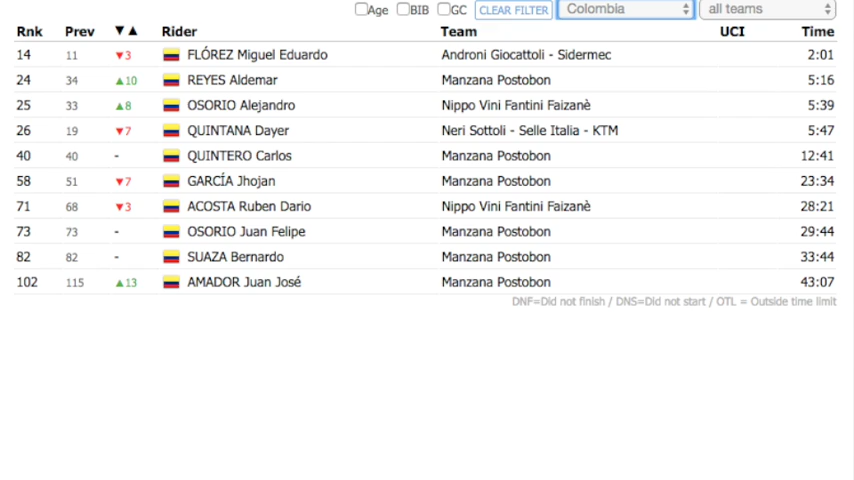 Age BIB GC CLEAR FILTER Colombia all teams
Rnk Prev ▼▲ Rider Team UCI Time
14 11 ▼3 FLÓREZ Miguel Eduardo Androni Giocattoli - Sidermec 2:01
24 34 ▲10 REYES Aldemar Manzana Postobon 5:16
25 33 ▲8 OSORIO Alejandro Nippo Vini Fantini Faizanè 5:39
26 19 ▼7 QUINTANA Dayer Neri Sottoli - Selle Italia - KTM 5:47
40 40 - QUINTERO Carlos Manzana Postobon 12:41
58 51 ▼7 GARCÍA Jhojan Manzana Postobon 23:34
71 68 ▼3 ACOSTA Ruben Dario Nippo Vini Fantini Faizanè 28:21
73 73 - OSORIO Juan Felipe Manzana Postobon 29:44
82 82 - SUAZA Bernardo Manzana Postobon 33:44
102 115 ▲13 AMADOR Juan José Manzana Postobon 43:07
DNF=Did not finish / DNS=Did not start / OTL = Outside time limit